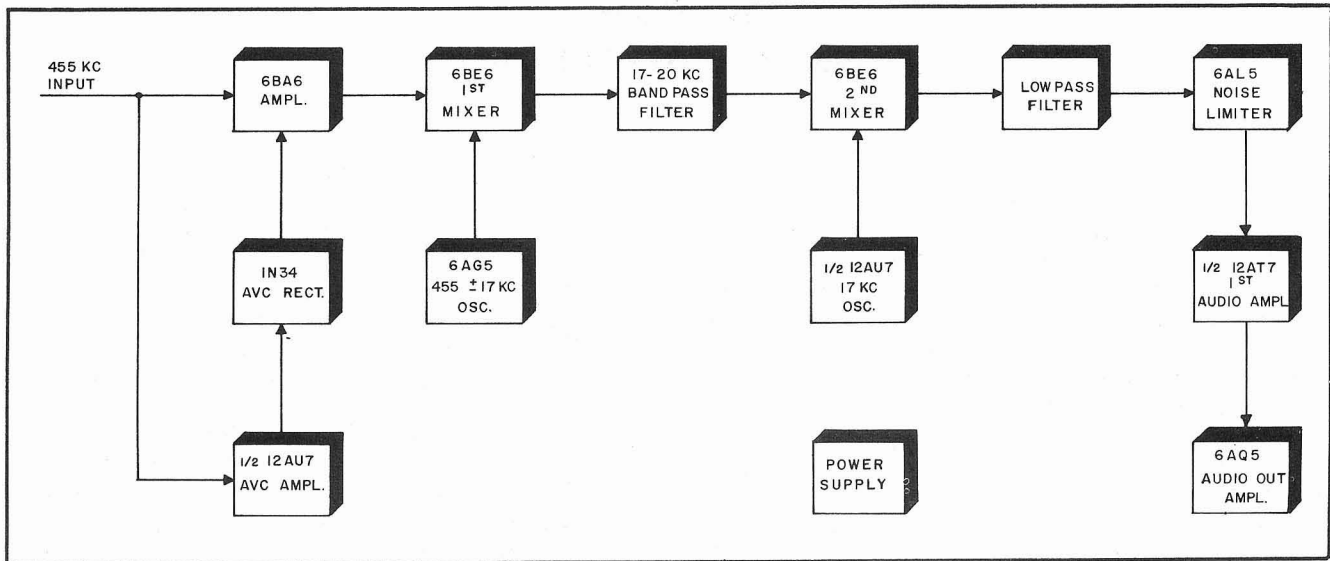 455 KC
INPUT
6BA6
AMPL.
6BE6
1ST
MIXER
17-20 KC
BAND PASS
FILTER
6BE6
2ND
MIXER
LOW PASS
FILTER
6AL5
NOISE
LIMITER
1N34
AVC RECT.
6AG5
455 ±17KC
OSC.
1/2 12AU7
17 KC
OSC.
1/2 12AT7
1ST
AUDIO AMPL
1/2 12AU7
AVC AMPL.
POWER
SUPPLY
6AQ5
AUDIO OUT
AMPL.